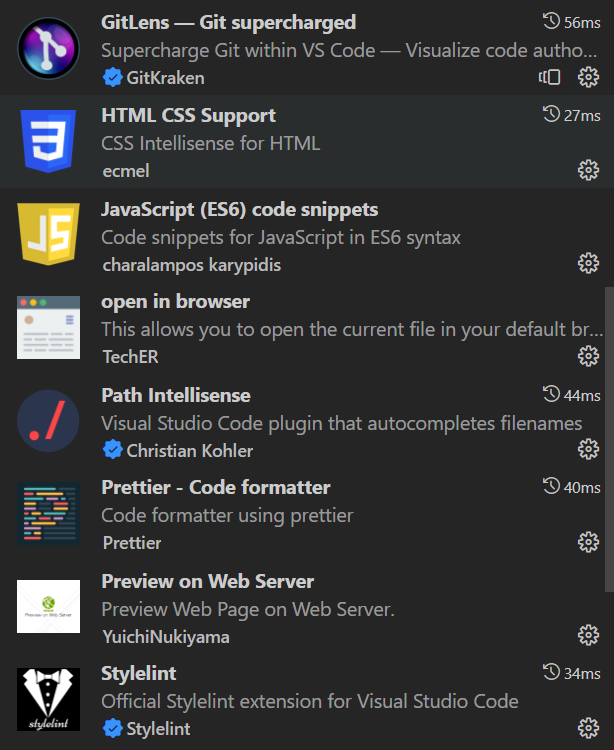 GitLens — Git supercharged 56ms
Supercharge Git within VS Code — Visualize code autho...
GitKraken
HTML CSS Support 27ms
CSS Intellisense for HTML
ecmel
JS
JavaScript (ES6) code snippets
Code snippets for JavaScript in ES6 syntax
charalampos karypidis
open in browser
This allows you to open the current file in your default br...
TechER
./
Path Intellisense 44ms
Visual Studio Code plugin that autocompletes filenames
Christian Kohler
Prettier - Code formatter 40ms
Code formatter using prettier
Prettier
Preview on Web Server
Preview on Web Server
Preview Web Page on Web Server.
YuichiNukiyama
Stylelint 34ms
Official Stylelint extension for Visual Studio Code
stylelint
Stylelint